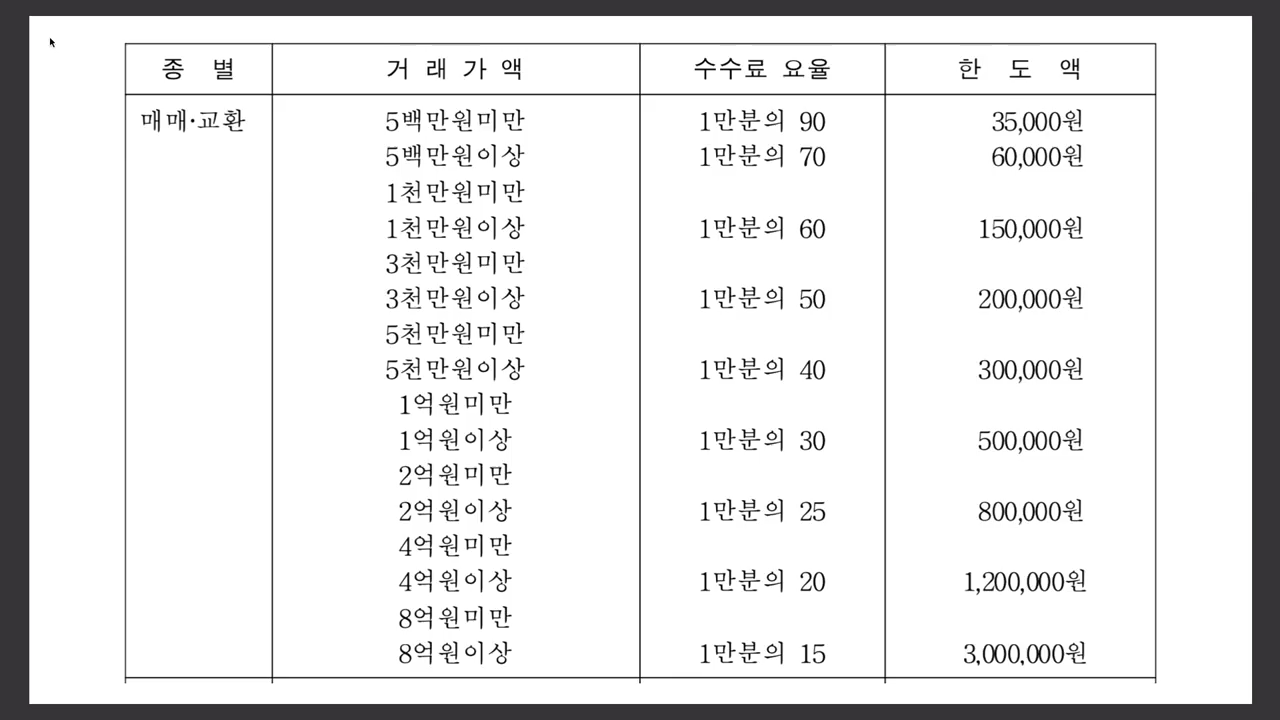 종 별 거 래 가 액 수수료 요율 한 도 액
매매·교환 5백만원미만 1만분의 90 35,000원
5백만원이상 1만분의 70 60,000원
1천만원미만
1천만원이상 1만분의 60 150,000원
3천만원미만
3천만원이상 1만분의 50 200,000원
5천만원미만
5천만원이상 1만분의 40 300,000원
1억원미만
1억원이상 1만분의 30 500,000원
2억원미만
2억원이상 1만분의 25 800,000원
4억원미만
4억원이상 1만분의 20 1,200,000원
8억원미만
8억원이상 1만분의 15 3,000,000원